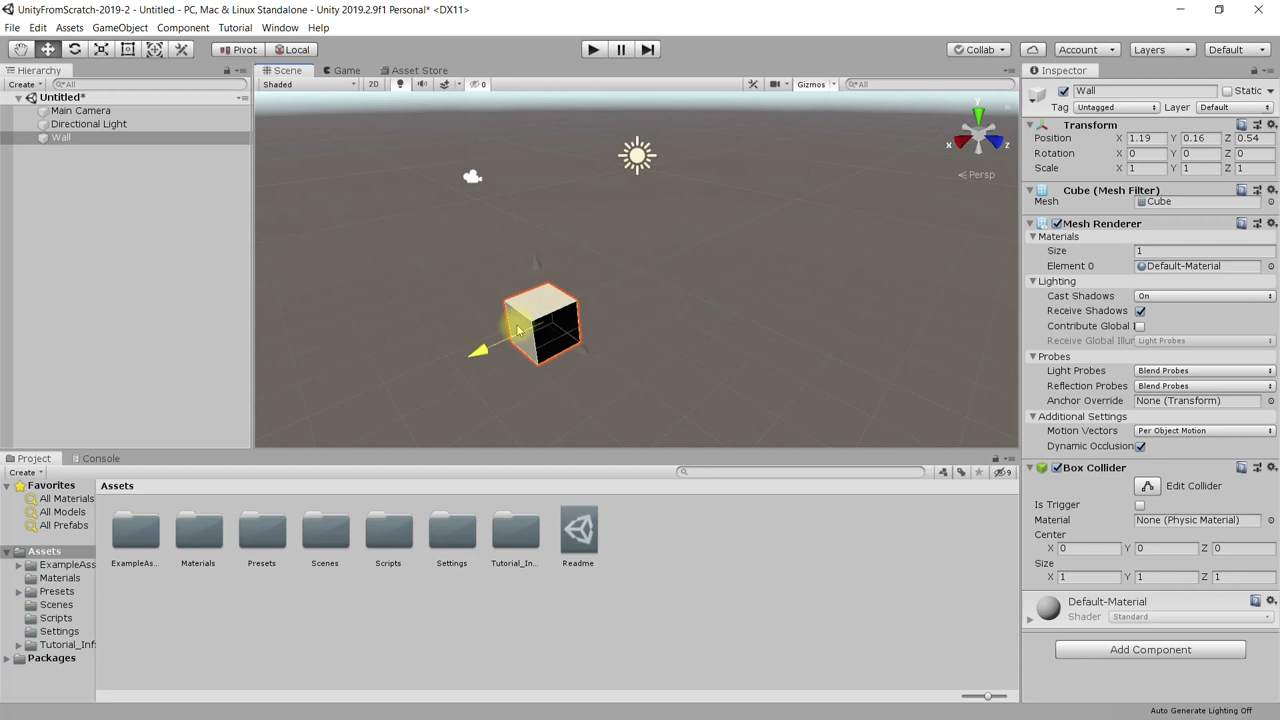 UnityFromScratch-2019-2 - Untitled - PC, Mac & Linux Standalone - Unity 2019.2.9f1 Personal* <DX11>
File Edit Assets GameObject Component Tutorial Window Help
Pivot Local Collab Account Layers Default
Hierarchy
Create All
Untitled*
Main Camera
Directional Light
Wall
Scene Game Asset Store
Shaded 2D 0 Gizmos All
y
x z
Persp
Inspector
Wall Static
Tag Untagged Layer Default
Transform
Position X 1.19 Y 0.16 Z 0.54
Rotation X 0 Y 0 Z 0
Scale X 1 Y 1 Z 1
Cube (Mesh Filter)
Mesh Cube
Mesh Renderer
Materials
Size 1
Element 0 Default-Material
Lighting
Cast Shadows On
Receive Shadows
Contribute Global I
Receive Global Illur Light Probes
Probes
Light Probes Blend Probes
Reflection Probes Blend Probes
Anchor Override None (Transform)
Additional Settings
Motion Vectors Per Object Motion
Dynamic Occlusion
Box Collider
Edit Collider
Is Trigger
Material None (Physic Material)
Center
X 0 Y 0 Z 0
Size
X 1 Y 1 Z 1
Default-Material
Shader Standard
Add Component
Project Console
Create 9
Favorites
All Materials
All Models
All Prefabs
Assets
ExampleAss
Materials
Presets
Scenes
Scripts
Settings
Tutorial_Inf
Packages
Assets
ExampleAs... Materials Presets Scenes Scripts Settings Tutorial_In... Readme
Auto Generate Lighting Off